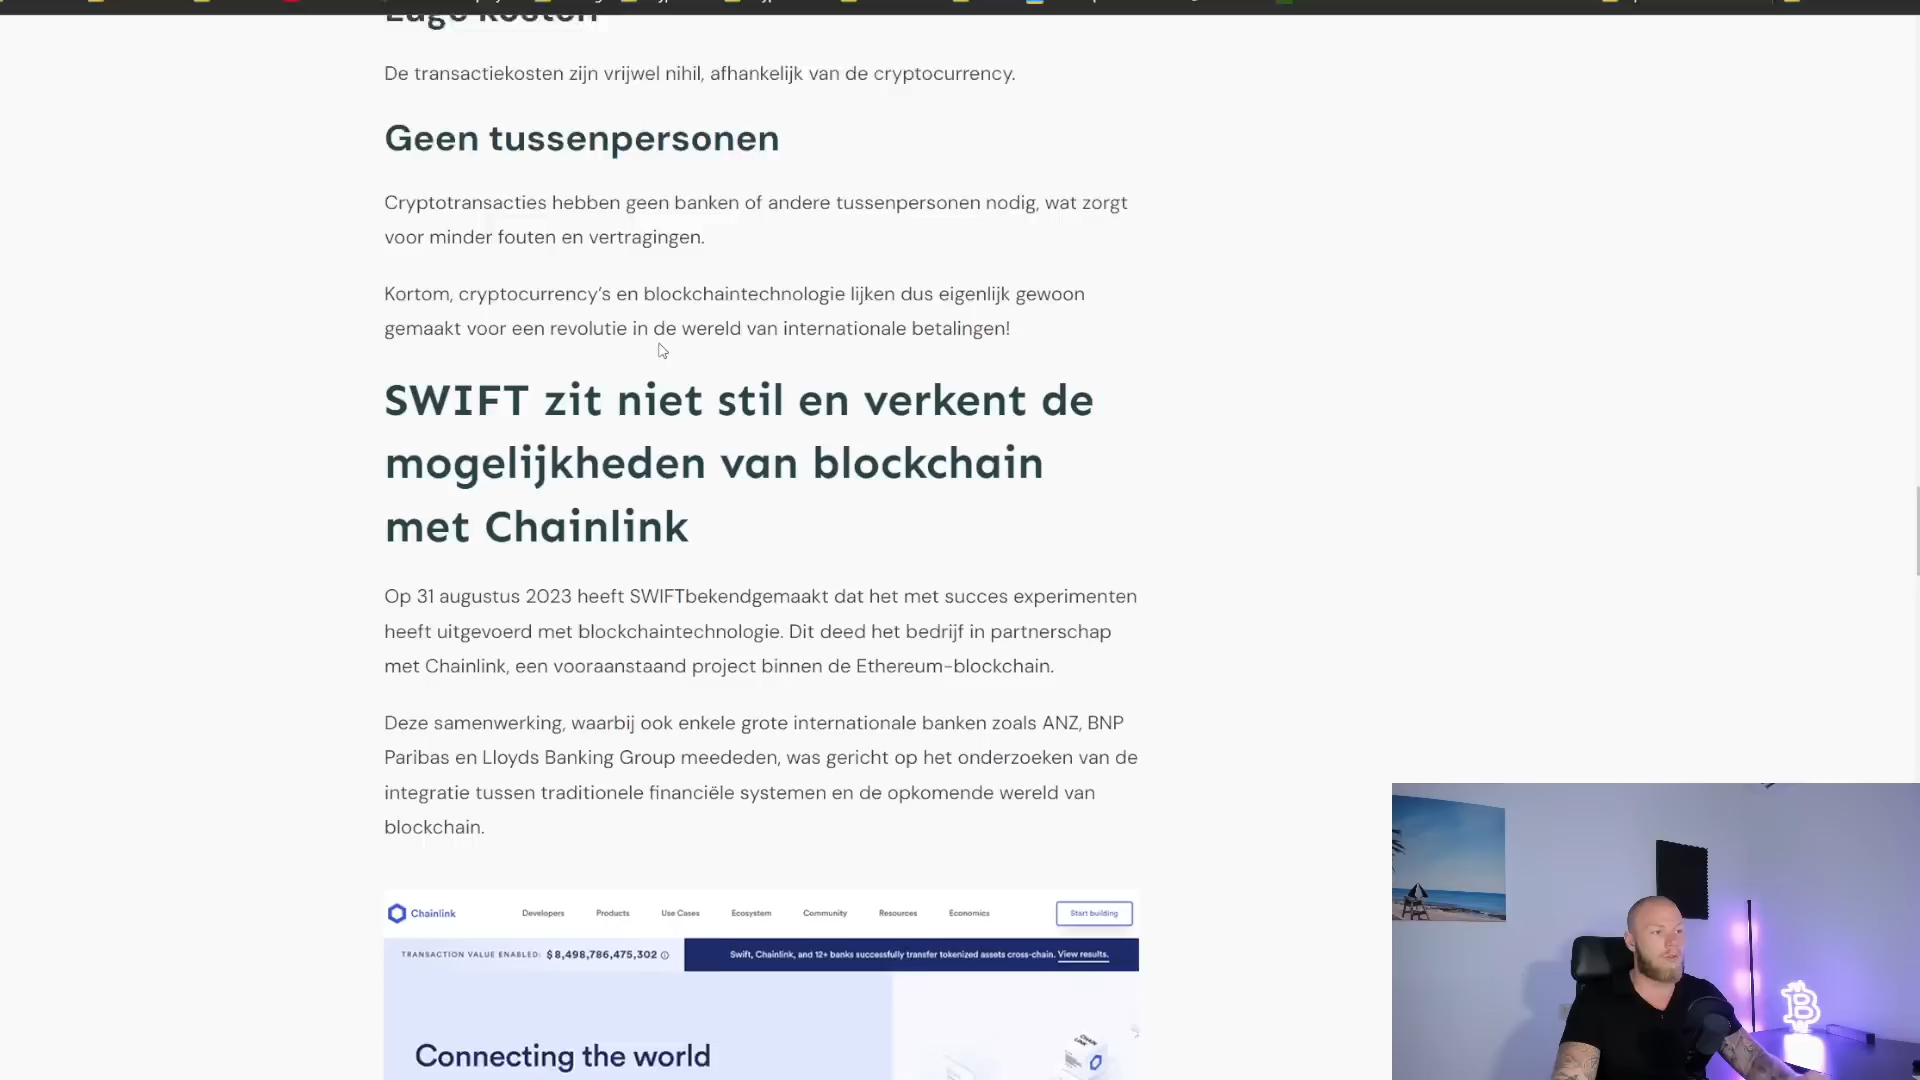 Lage kosten
De transactiekosten zijn vrijwel nihil, afhankelijk van de cryptocurrency.
Geen tussenpersonen
Cryptotransacties hebben geen banken of andere tussenpersonen nodig, wat zorgt
voor minder fouten en vertragingen.
Kortom, cryptocurrency's en blockchaintechnologie lijken dus eigenlijk gewoon
gemaakt voor een revolutie in de wereld van internationale betalingen!
SWIFT zit niet stil en verkent de
mogelijkheden van blockchain
met Chainlink
Op 31 augustus 2023 heeft SWIFTbekendgemaakt dat het met succes experimenten
heeft uitgevoerd met blockchaintechnologie. Dit deed het bedrijf in partnerschap
met Chainlink, een vooraanstaand project binnen de Ethereum-blockchain.
Deze samenwerking, waarbij ook enkele grote internationale banken zoals ANZ, BNP
Paribas en Lloyds Banking Group meededen, was gericht op het onderzoeken van de
integratie tussen traditionele financiële systemen en de opkomende wereld van
blockchain.
Chainlink Developers Products Use Cases Ecosystem Community Resources Economics Start building
TRANSACTION VALUE ENABLED: $8,498,786,475,302 Swift, Chainlink, and 12+ banks successfully transfer tokenized assets cross-chain. View results.
Connecting the world
CHAIN
LINK